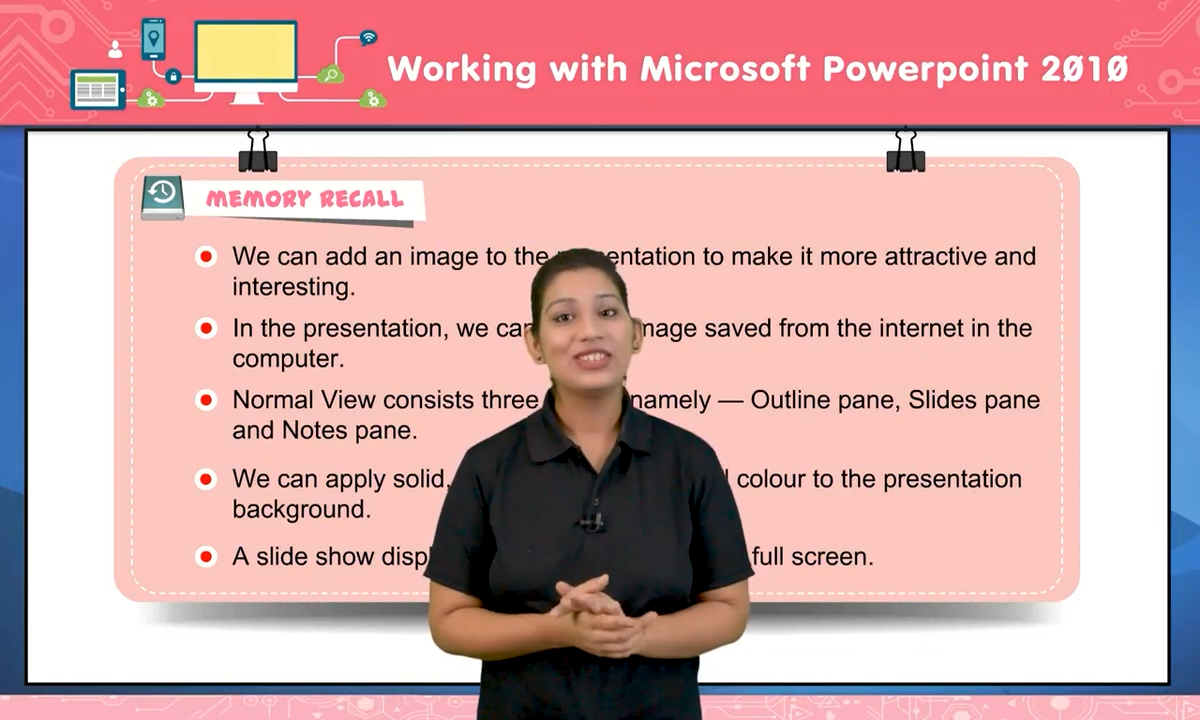 Working with Microsoft Powerpoint 2010
MEMORY RECALL
We can add an image to the entation to make it more attractive and
interesting.
In the presentation, we can mage saved from the internet in the
computer.
Normal View consists three namely — Outline pane, Slides pane
and Notes pane.
We can apply solid, colour to the presentation
background.
A slide show full screen.